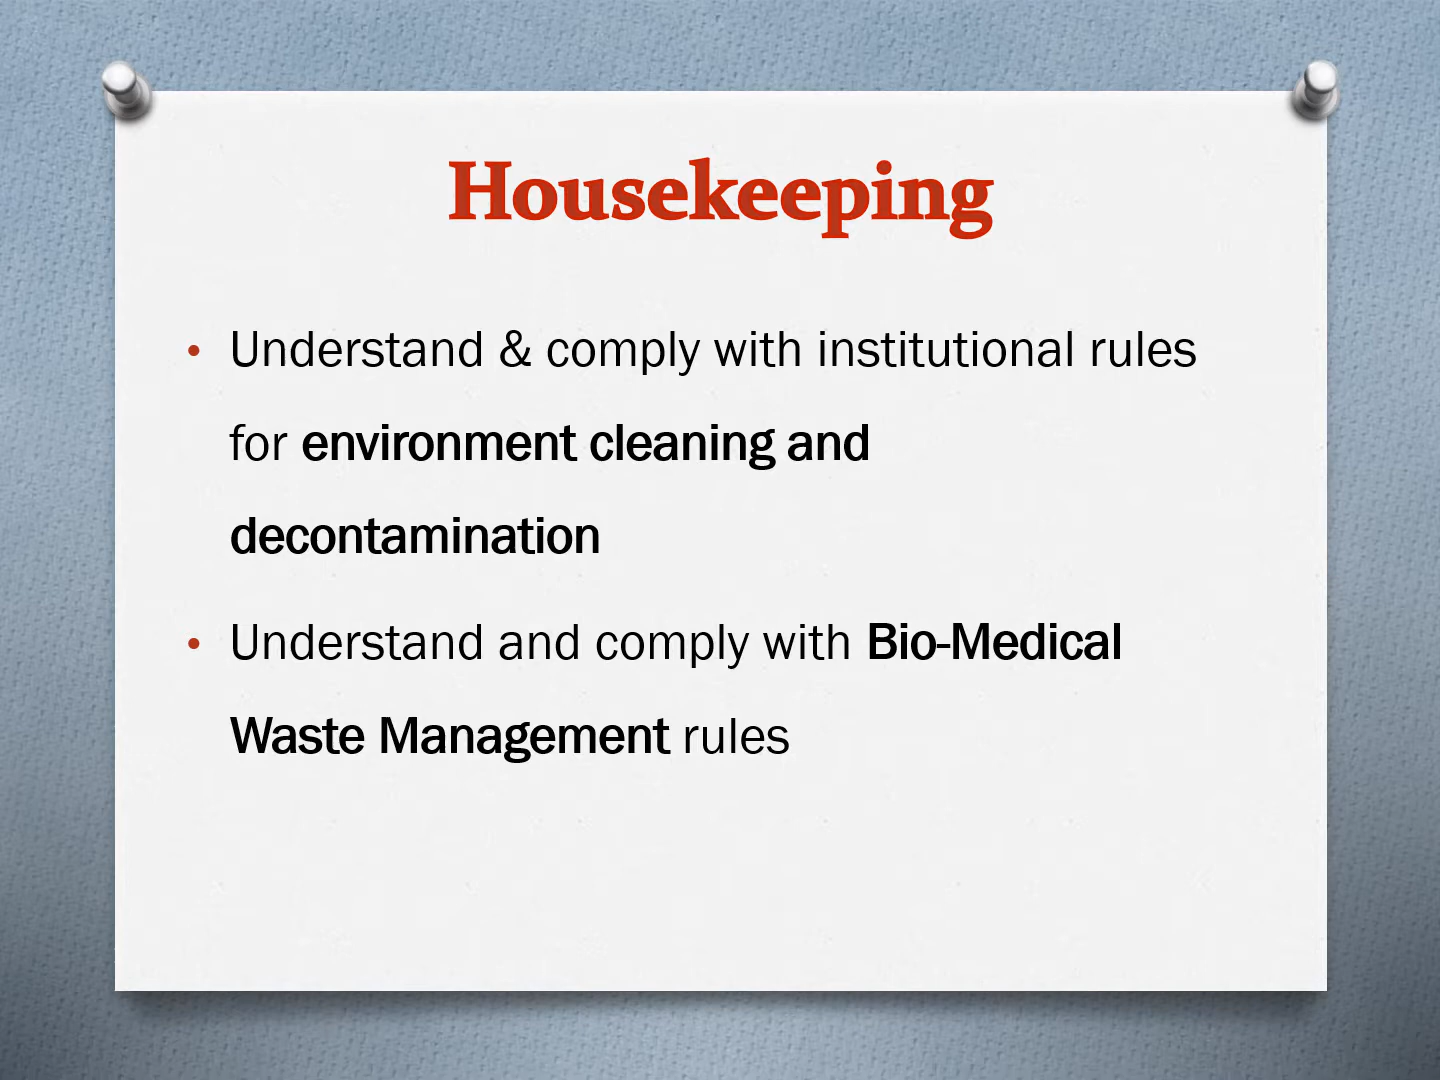 Housekeeping
• Understand & comply with institutional rules
for environment cleaning and
decontamination
• Understand and comply with Bio-Medical
Waste Management rules